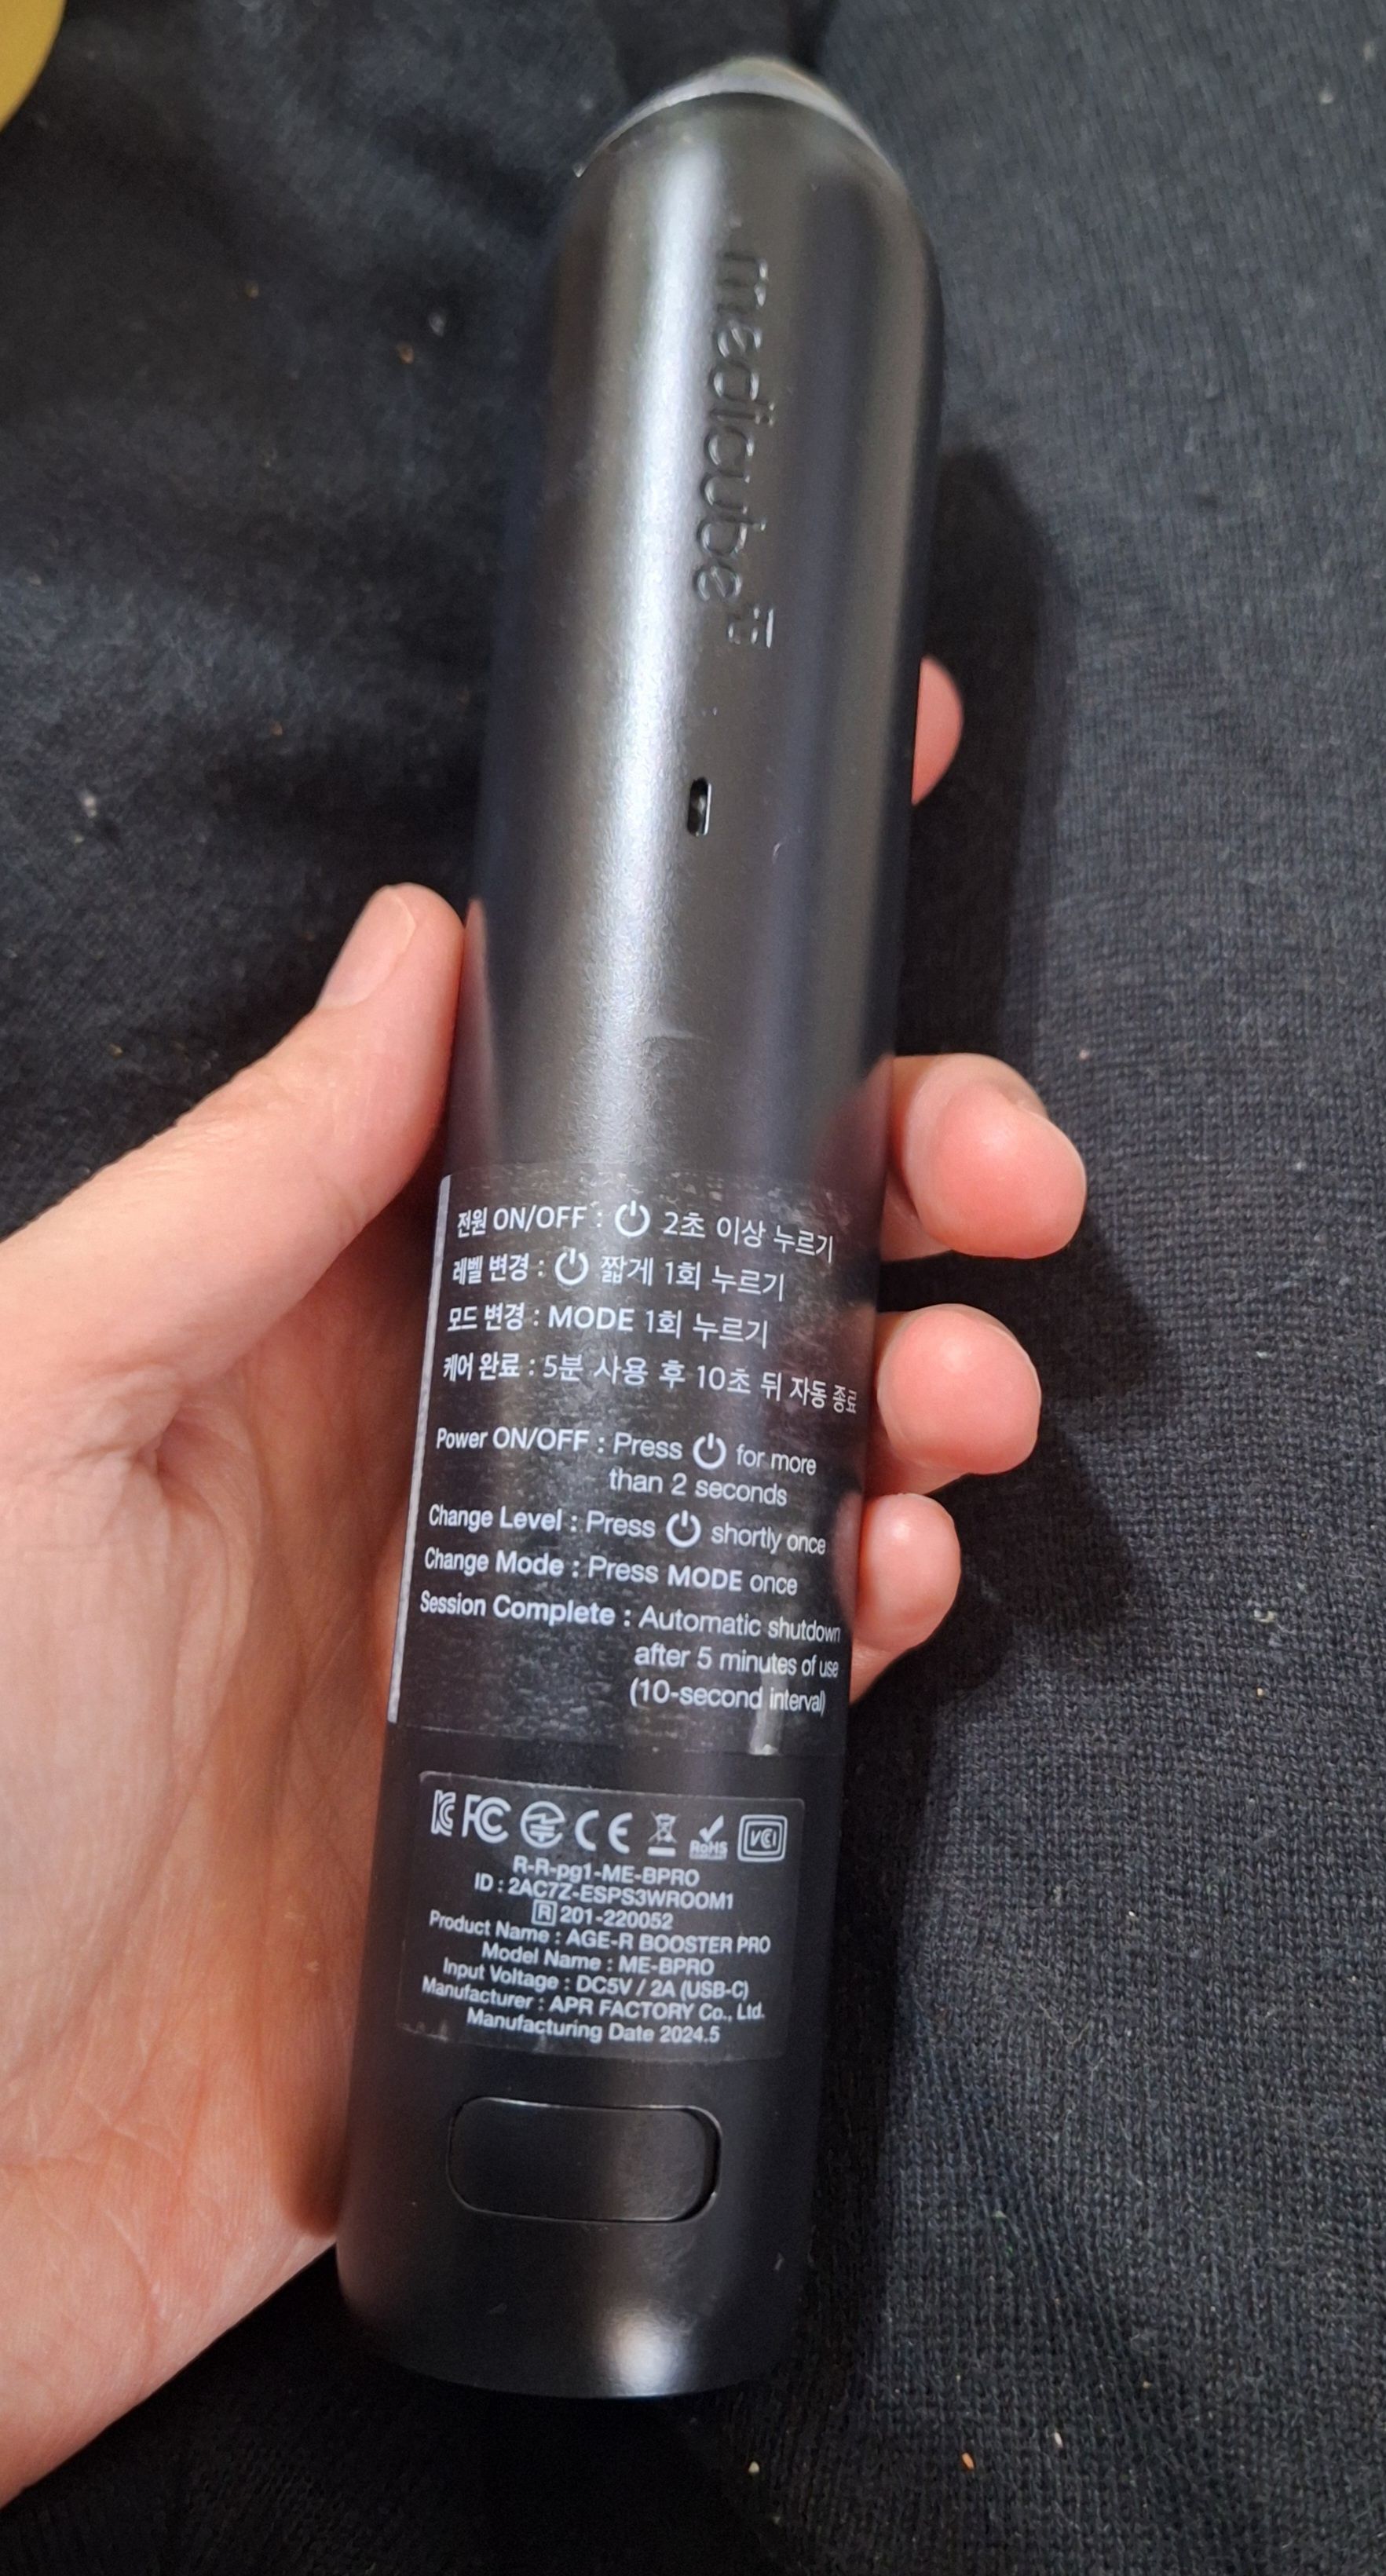 medicube
전원 ON/OFF : 2초 이상 누르기
레벨 변경 : 짧게 1회 누르기
모드 변경 : MODE 1회 누르기
케어 완료 : 5분 사용 후 10초 뒤 자동 종료
Power ON/OFF : Press for more
than 2 seconds
Change Level : Press shortly once
Change Mode : Press MODE once
Session Complete : Automatic shutdown
after 5 minutes of use
(10-second interval)
KC FC CE RoHS VCI
R-R-pg1-ME-BPRO
ID : 2AC7Z-ESPS3WROOM1
R 201-220052
Product Name : AGE-R BOOSTER PRO
Model Name : ME-BPRO
Input Voltage : DC5V / 2A (USB-C)
Manufacturer : APR FACTORY Co., Ltd.
Manufacturing Date 2024.5